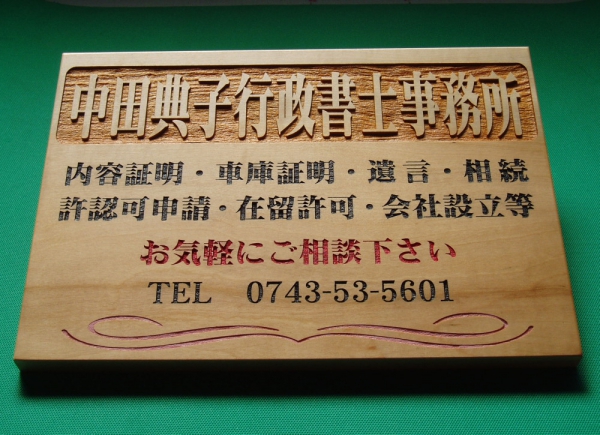 中田典子行政書士事務所
内容証明・車庫証明・遺言・相続
許認可申請・在留許可・会社設立等
お気軽にご相談下さい
TEL 0743-53-5601